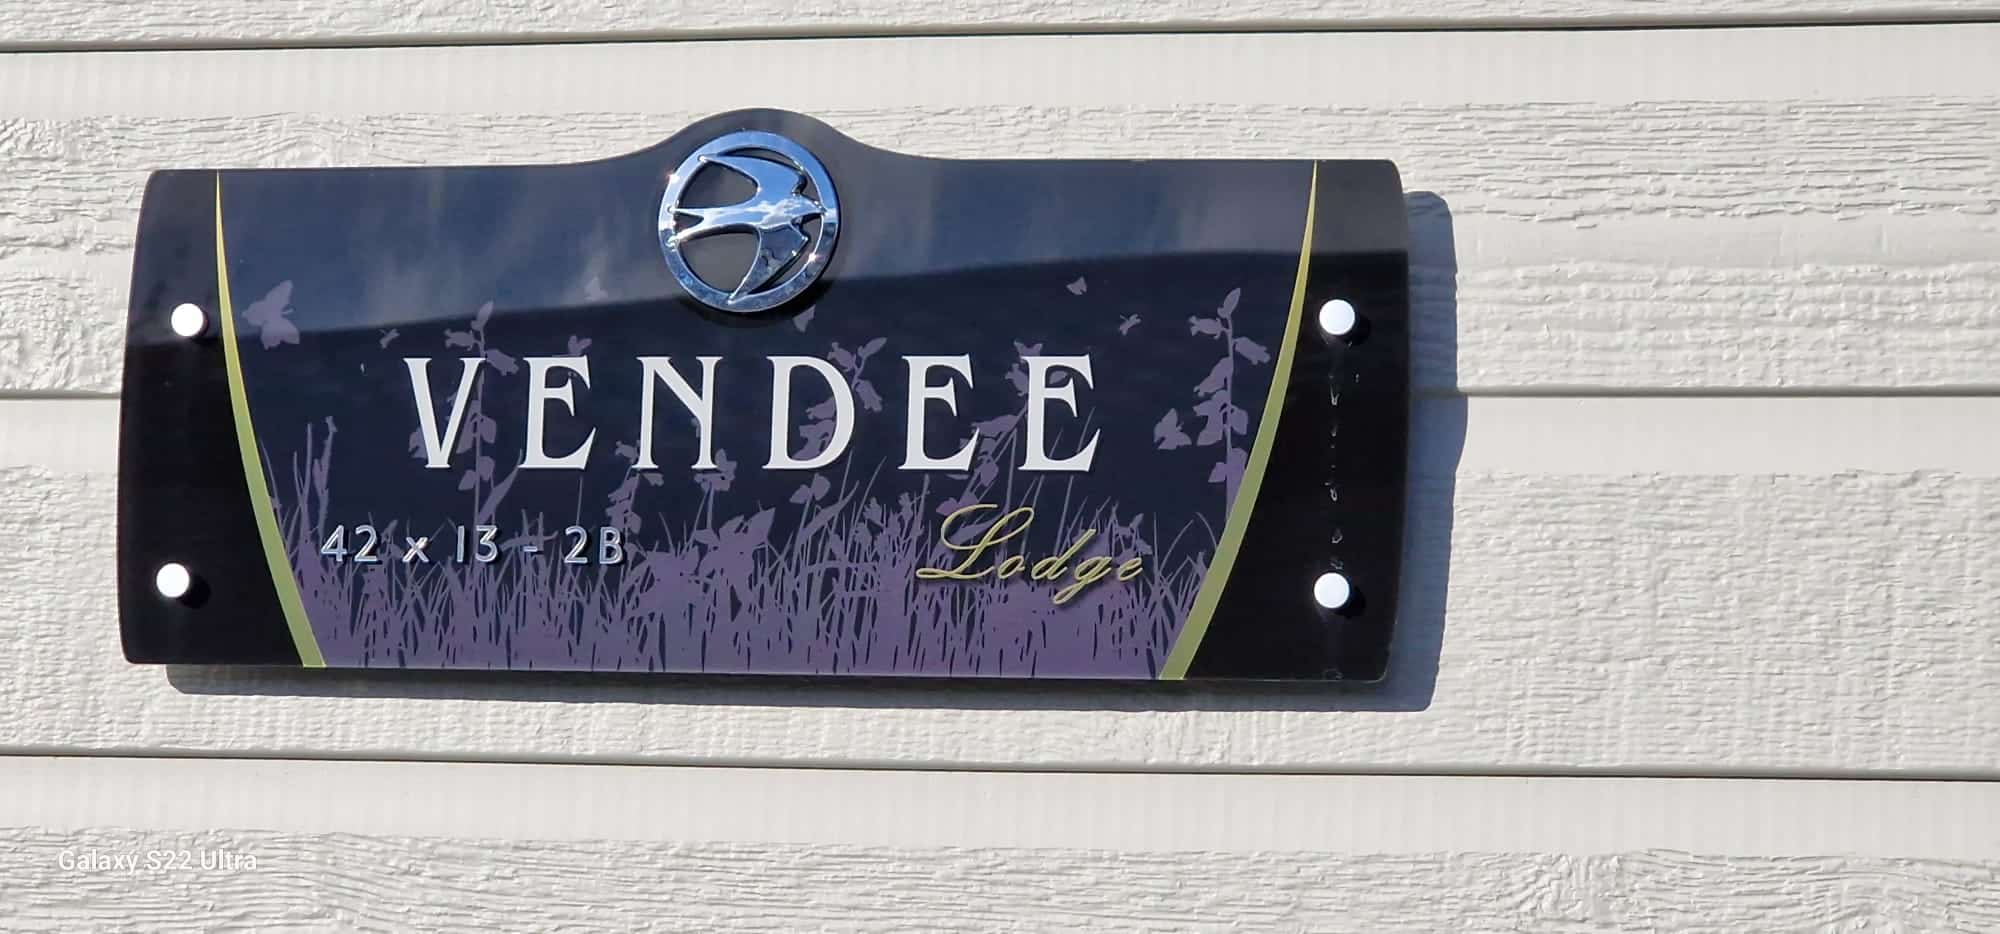 VENDEE
42 x 13 - 2B
Lodge
Galaxy S22 Ultra